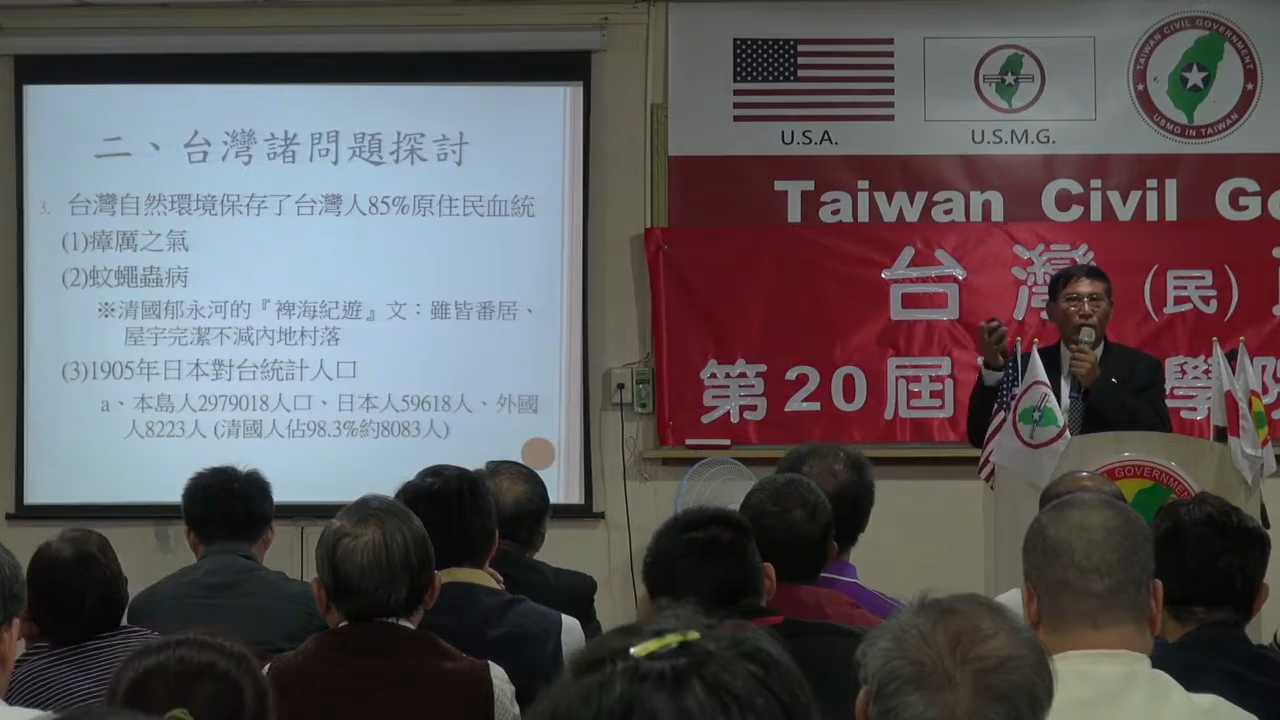 二、台灣諸問題探討
3. 台灣自然環境保存了台灣人85%原住民血統
(1)瘴厲之氣
(2)蚊蠅蟲病
※清國郁永河的『裨海紀遊』文：雖皆番居、
屋宇完潔不減內地村落
(3)1905年日本對台統計人口
a、本島人2979018人口、日本人59618人、外國
人8223人 (清國人佔98.3%約8083人)
U.S.A.
U.S.M.G.
TAIWAN CIVIL GOVERNMENT
USMG IN TAIWAN
Taiwan Civil Go
台灣(民)
第20屆
學院
GOVERNMENT